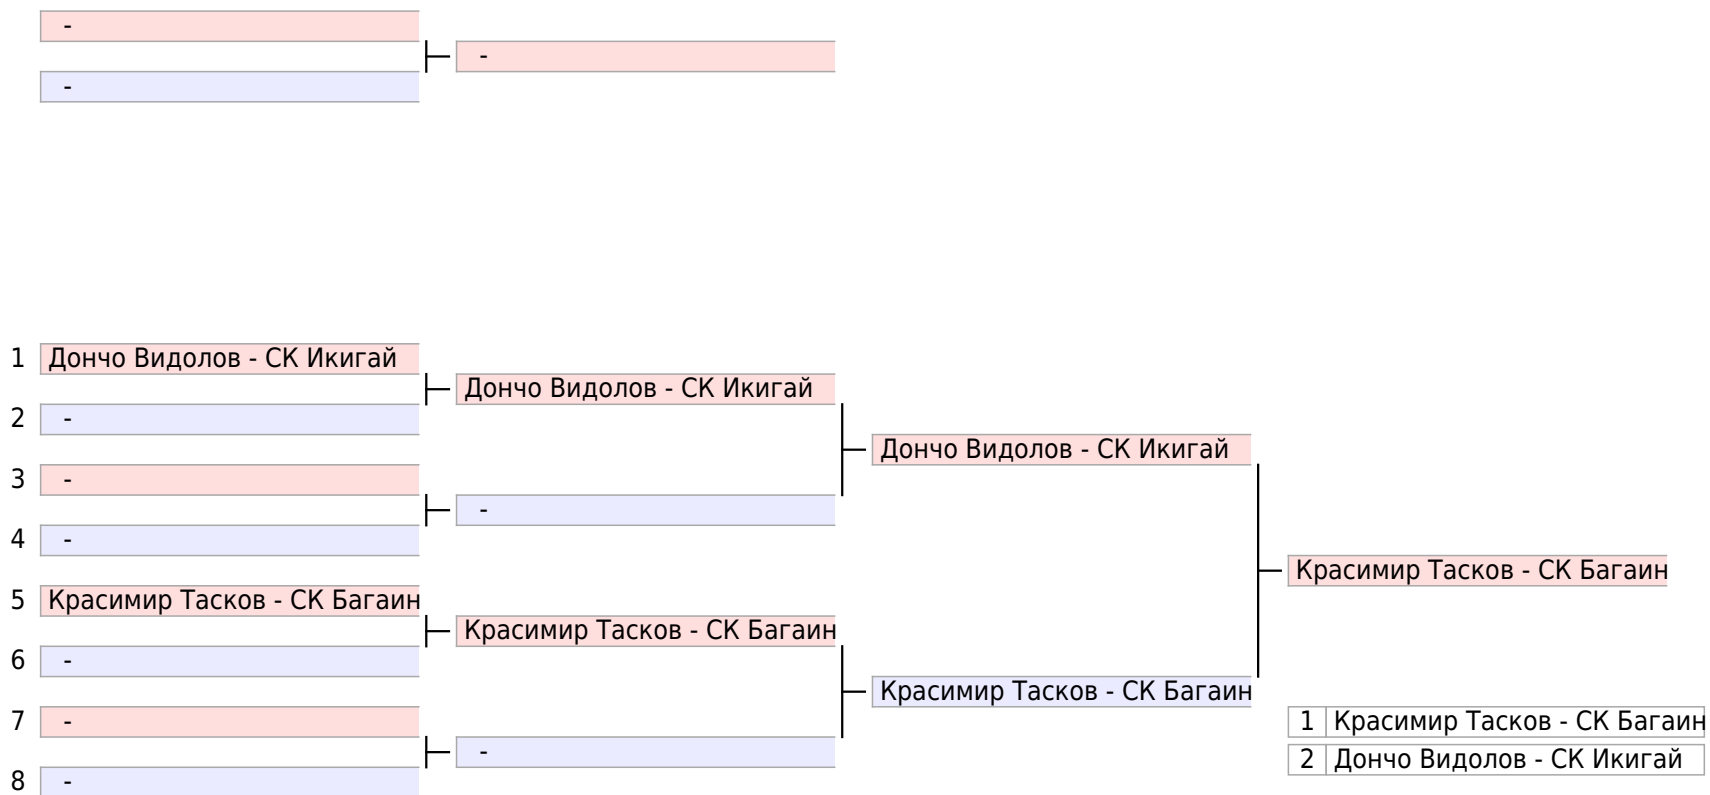 -
-
-
1 Дончо Видолов - СК Икигай
Дончо Видолов - СК Икигай
2 -
Дончо Видолов - СК Икигай
3 -
-
4 -
Красимир Тасков - СК Багаин
5 Красимир Тасков - СК Багаин
Красимир Тасков - СК Багаин
6 -
Красимир Тасков - СК Багаин
7 -
1 Красимир Тасков - СК Багаин
-
2 Дончо Видолов - СК Икигай
8 -